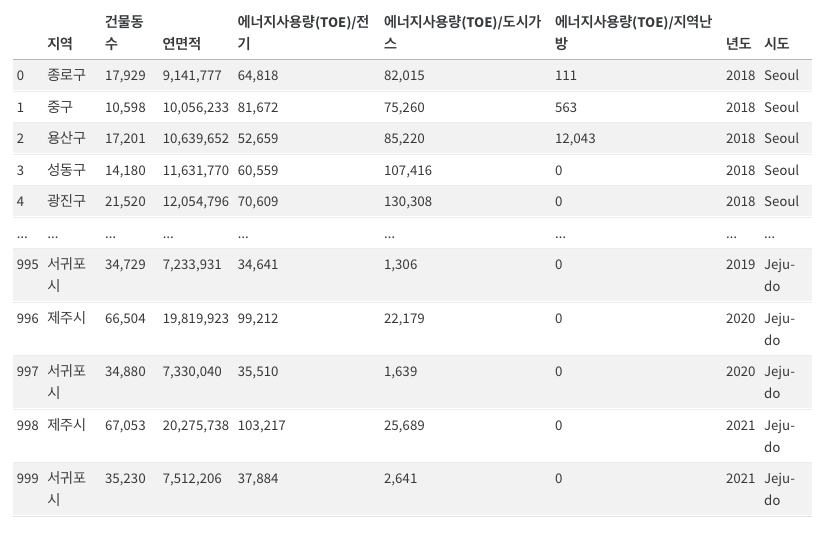 지역 건물동수 연면적 에너지사용량(TOE)/전기 에너지사용량(TOE)/도시가스 에너지사용량(TOE)/지역난방 년도 시도
0 종로구 17,929 9,141,777 64,818 82,015 111 2018 Seoul
1 중구 10,598 10,056,233 81,672 75,260 563 2018 Seoul
2 용산구 17,201 10,639,652 52,659 85,220 12,043 2018 Seoul
3 성동구 14,180 11,631,770 60,559 107,416 0 2018 Seoul
4 광진구 21,520 12,054,796 70,609 130,308 0 2018 Seoul
... ... ... ... ... ... ... ... ...
995 서귀포시 34,729 7,233,931 34,641 1,306 0 2019 Jeju-do
996 제주시 66,504 19,819,923 99,212 22,179 0 2020 Jeju-do
997 서귀포시 34,880 7,330,040 35,510 1,639 0 2020 Jeju-do
998 제주시 67,053 20,275,738 103,217 25,689 0 2021 Jeju-do
999 서귀포시 35,230 7,512,206 37,884 2,641 0 2021 Jeju-do